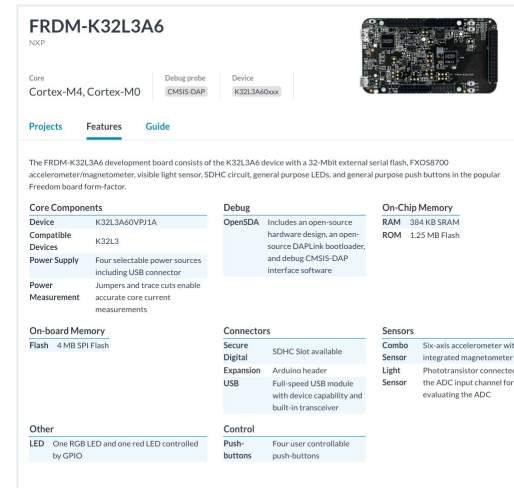 FRDM-K32L3A6
NXP
Core
Cortex-M4, Cortex-M0
Debug probe
CMSIS-DAP
Device
K32L3A60xxx
Projects
Features
Guide
The FRDM-K32L3A6 development board consists of the K32L3A6 device with a 32-Mbit external serial flash, FXOS8700
accelerometer/magnetometer, visible light sensor, SDHC circuit, general purpose LEDs, and general purpose push buttons in the popular
Freedom board form-factor.
Core Components
Device K32L3A60VPJ1A
Compatible
Devices
K32L3
Power Supply Four selectable power sources
including USB connector
Power
Measurement
Jumpers and trace cuts enable
accurate core current
measurements
Debug
OpenSDA Includes an open-source
hardware design, an open-
source DAPLink bootloader,
and debug CMSIS-DAP
interface software
On-Chip Memory
RAM 384 KB SRAM
ROM 1.25 MB Flash
On-board Memory
Flash 4 MB SPI Flash
Connectors
Secure
Digital
SDHC Slot available
Expansion Arduino header
USB Full-speed USB module
with device capability and
built-in transceiver
Sensors
Combo
Sensor
Six-axis accelerometer wit
integrated magnetometer
Light
Sensor
Phototransistor connected
the ADC input channel for
evaluating the ADC
Other
LED One RGB LED and one red LED controlled
by GPIO
Control
Push-
buttons
Four user controllable
push-buttons